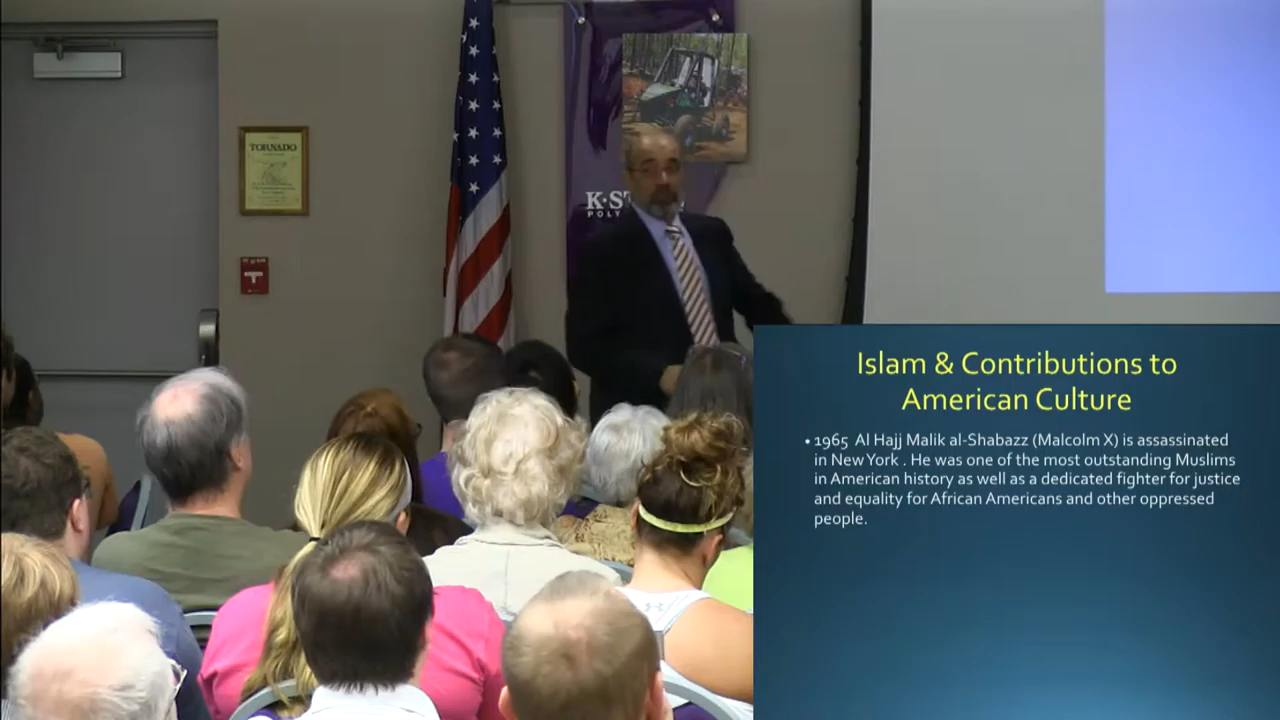 TORNADO
K·ST
POLY
Islam & Contributions to
American Culture
• 1965 Al Hajj Malik al-Shabazz (Malcolm X) is assassinated
in New York . He was one of the most outstanding Muslims
in American history as well as a dedicated fighter for justice
and equality for African Americans and other oppressed
people.